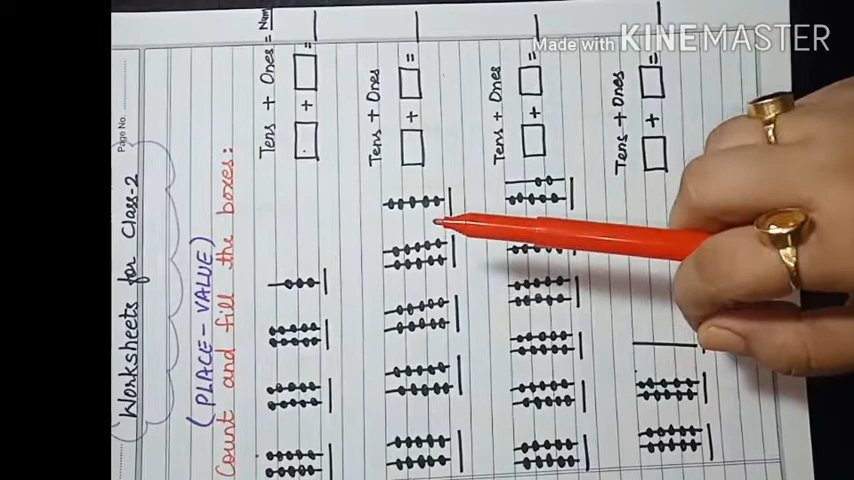 Made with KINEMASTER
Page No.
Worksheets for Class-2
(PLACE-VALUE)
Count and fill the boxes:
Tens + Ones = Num
+ =
Tens + Ones
+ =
Tens + Ones
+ =
Tens + Ones
+ =